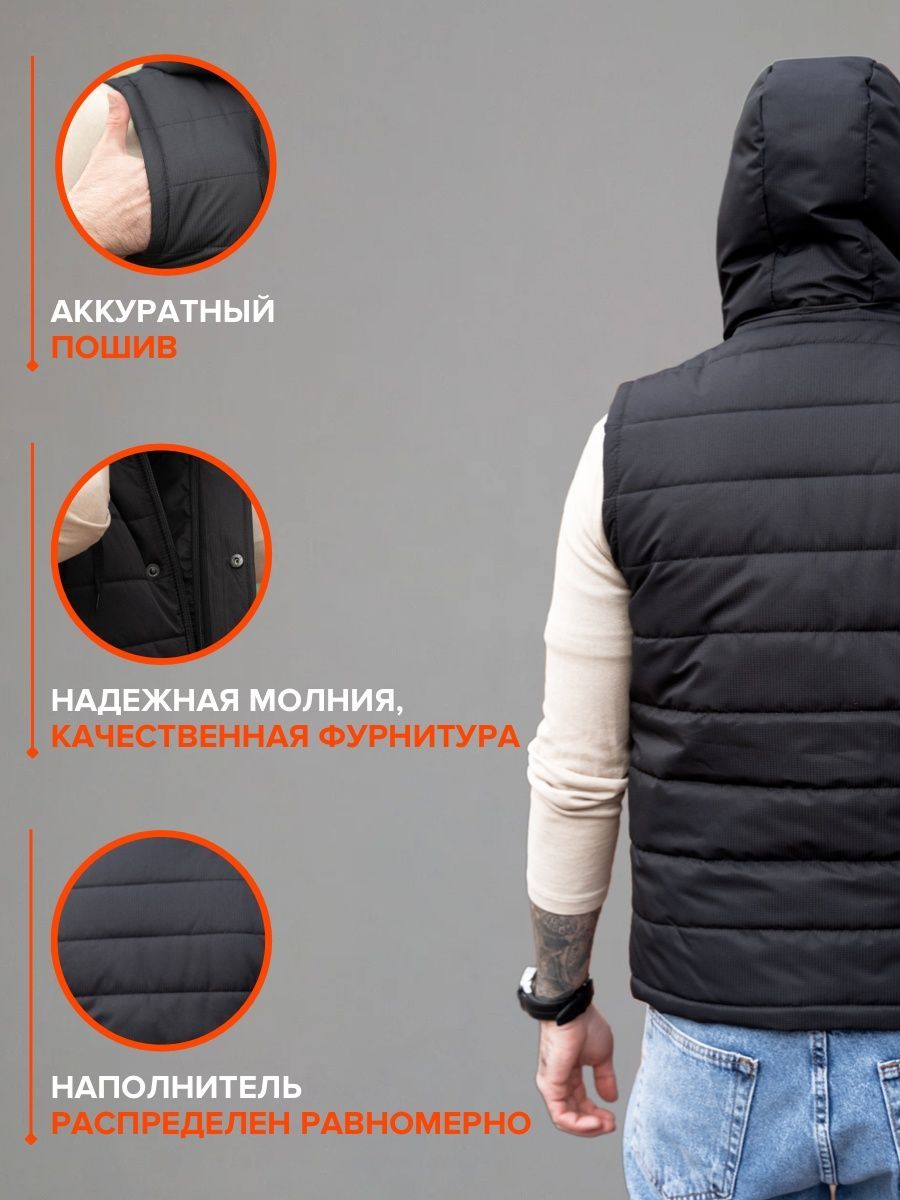 АККУРАТНЫЙ
ПОШИВ
НАДЕЖНАЯ МОЛНИЯ,
КАЧЕСТВЕННАЯ ФУРНИТУРА
НАПОЛНИТЕЛЬ
РАСПРЕДЕЛЕН РАВНОМЕРНО